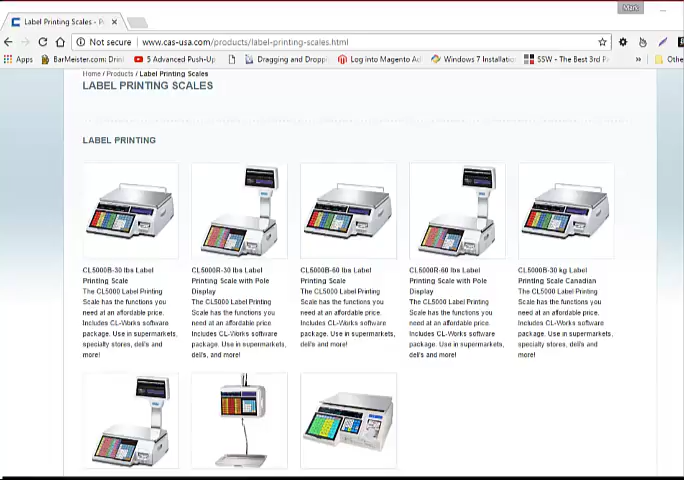 Mark
Label Printing Scales - P
Not secure
www.cas-usa.com/products/label-printing-scales.html
Apps
BarMeister.com: Drin
5 Advanced Push-Up
Dragging and Droppi
Log into Magento Ad
Windows 7 Installatio
SSW - The Best 3rd Pa
Othe
Home / Products / Label Printing Scales
LABEL PRINTING SCALES
LABEL PRINTING
CL5000B-30 lbs Label
Printing Scale
The CL5000 Label Printing
Scale has the functions you
need at an affordable price.
Includes CL-Works software
package. Use in supermarkets,
specialty stores, deli's and
more!
CL5000R-30 lbs Label
Printing Scale with Pole
Display
The CL5000 Label Printing
Scale has the functions you
need at an affordable price.
Includes CL-Works software
package. Use in supermarkets,
deli's, and more!
CL5000B-60 lbs Label
Printing Scale
The CL5000 Label Printing
Scale has the functions you
need at an affordable price.
Includes CL-Works software
package. Use in supermarkets,
deli's and more!
CL5000R-60 lbs Label
Printing Scale with Pole
Display
The CL5000 Label Printing
Scale has the functions you
need at an affordable price.
Includes CL-Works software
package. Use in supermarkets,
deli's and more!
CL5000B-30 kg Label
Printing Scale Canadian
The CL5000 Label Printing
Scale has the functions you
need at an affordable price.
Includes CL-Works software
package. Use in supermarkets,
specialty stores, deli's and
more!